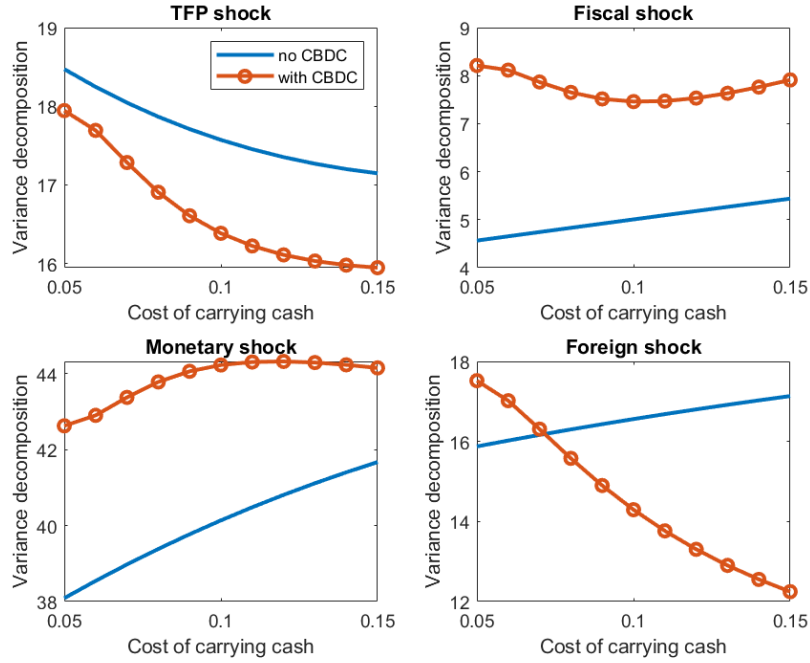 TFP shock
Variance decomposition
19
18
17
16
0.05
0.1
0.15
Cost of carrying cash
no CBDC
with CBDC
Fiscal shock
Variance decomposition
9
8
7
6
5
4
0.05
0.1
0.15
Cost of carrying cash
Monetary shock
Variance decomposition
44
42
40
38
0.05
0.1
0.15
Cost of carrying cash
Foreign shock
Variance decomposition
18
16
14
12
0.05
0.1
0.15
Cost of carrying cash